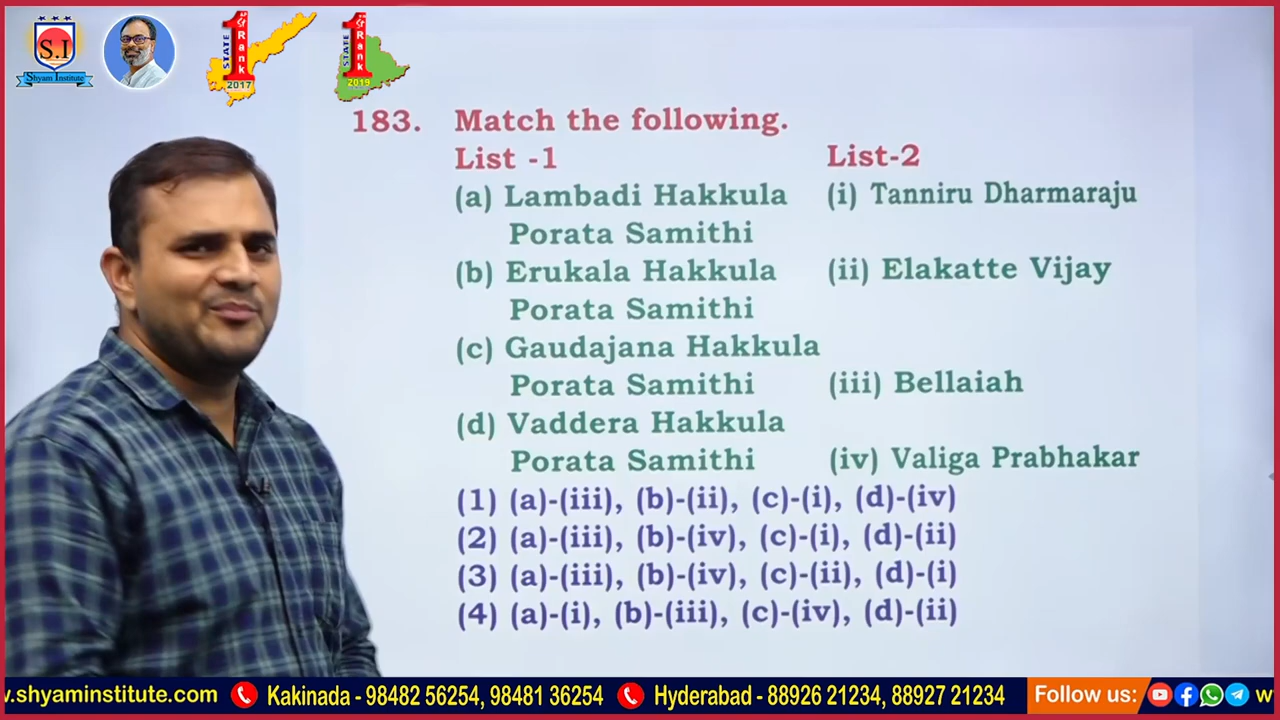 S.I
Shyam Institute
STATE
1
Rank
2017
STATE
1
Rank
2019
183. Match the following.
List -1 List-2
(a) Lambadi Hakkula (i) Tanniru Dharmaraju
Porata Samithi
(b) Erukala Hakkula (ii) Elakatte Vijay
Porata Samithi
(c) Gaudajana Hakkula
Porata Samithi (iii) Bellaiah
(d) Vaddera Hakkula
Porata Samithi (iv) Valiga Prabhakar
(1) (a)-(iii), (b)-(ii), (c)-(i), (d)-(iv)
(2) (a)-(iii), (b)-(iv), (c)-(i), (d)-(ii)
(3) (a)-(iii), (b)-(iv), (c)-(ii), (d)-(i)
(4) (a)-(i), (b)-(iii), (c)-(iv), (d)-(ii)
.shyaminstitute.com Kakinada - 98482 56254, 98481 36254 Hyderabad - 88926 21234, 88927 21234 Follow us: